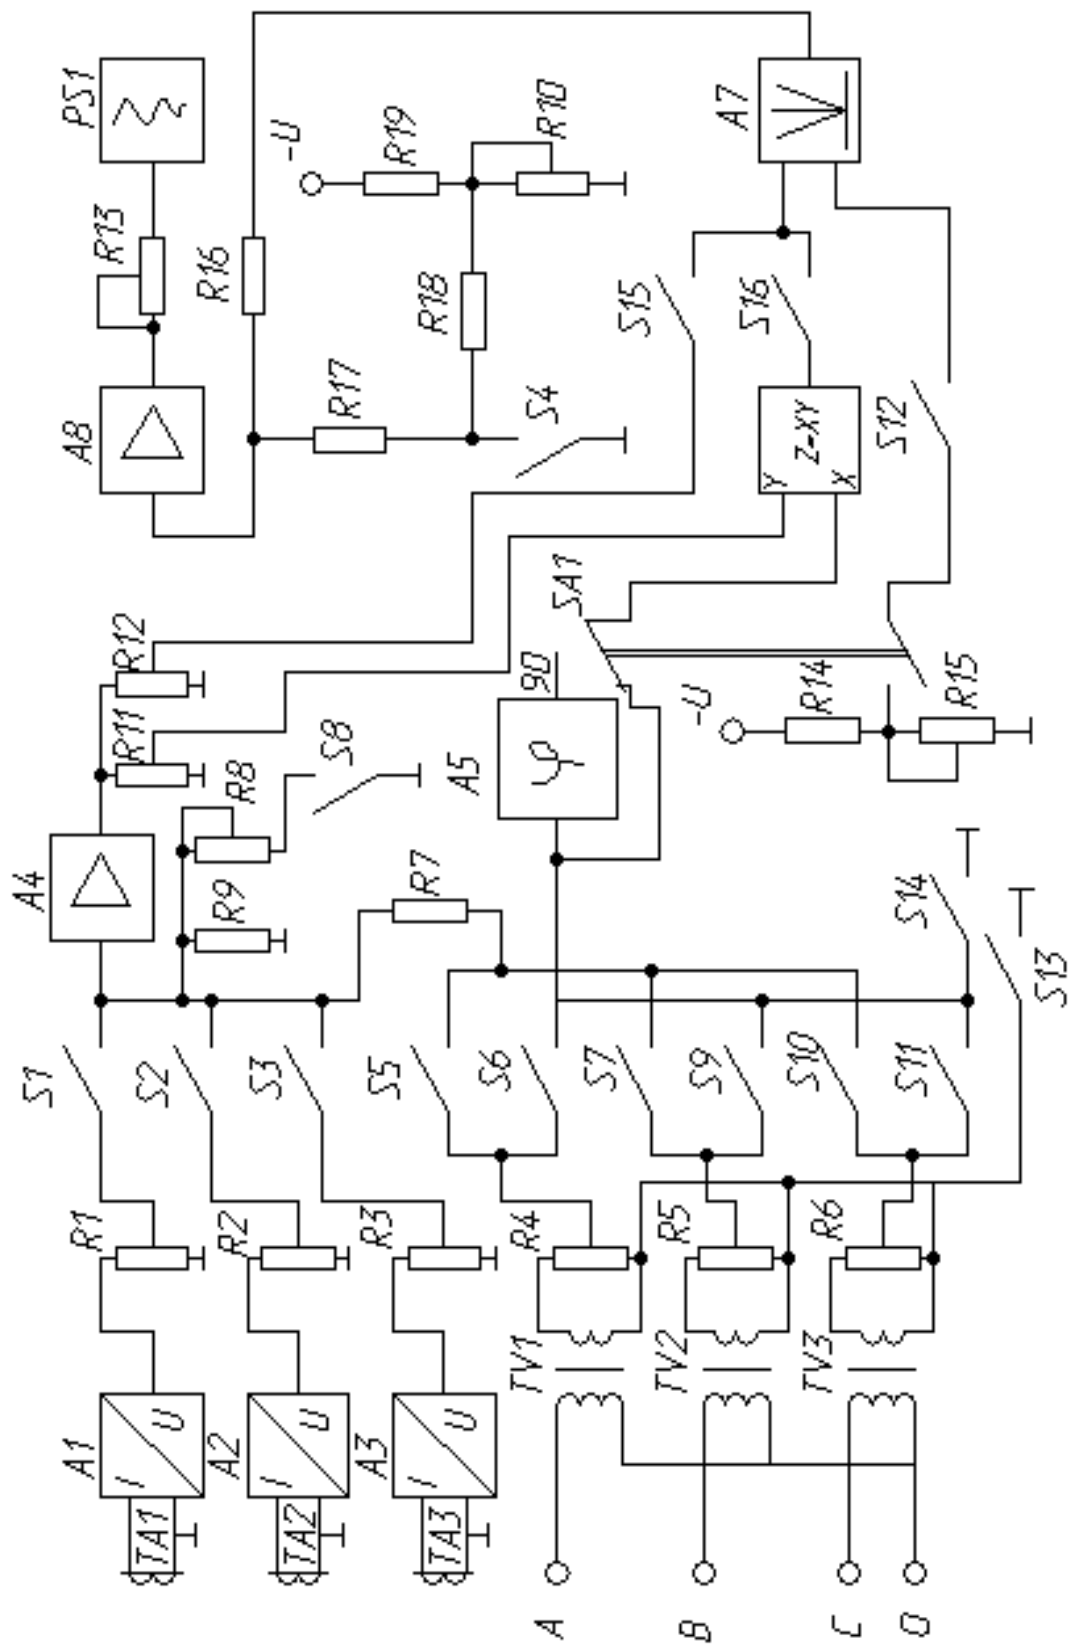 TA1
A1
I
U
R1
S1
A4
R11
R12
A8
R13
PS1
TA2
A2
I
U
R2
S2
R9
R8
S8
R16
TA3
A3
I
U
R3
S3
R7
R17
R18
R19
-U
S4
R10
A
TV1
R4
S5
S6
A5
φ
90
SA1
S15
B
TV2
R5
S7
S9
-U
R14
Y
Z=XY
X
S16
A7
C
O
TV3
R6
S10
S11
S14
S13
R15
S12